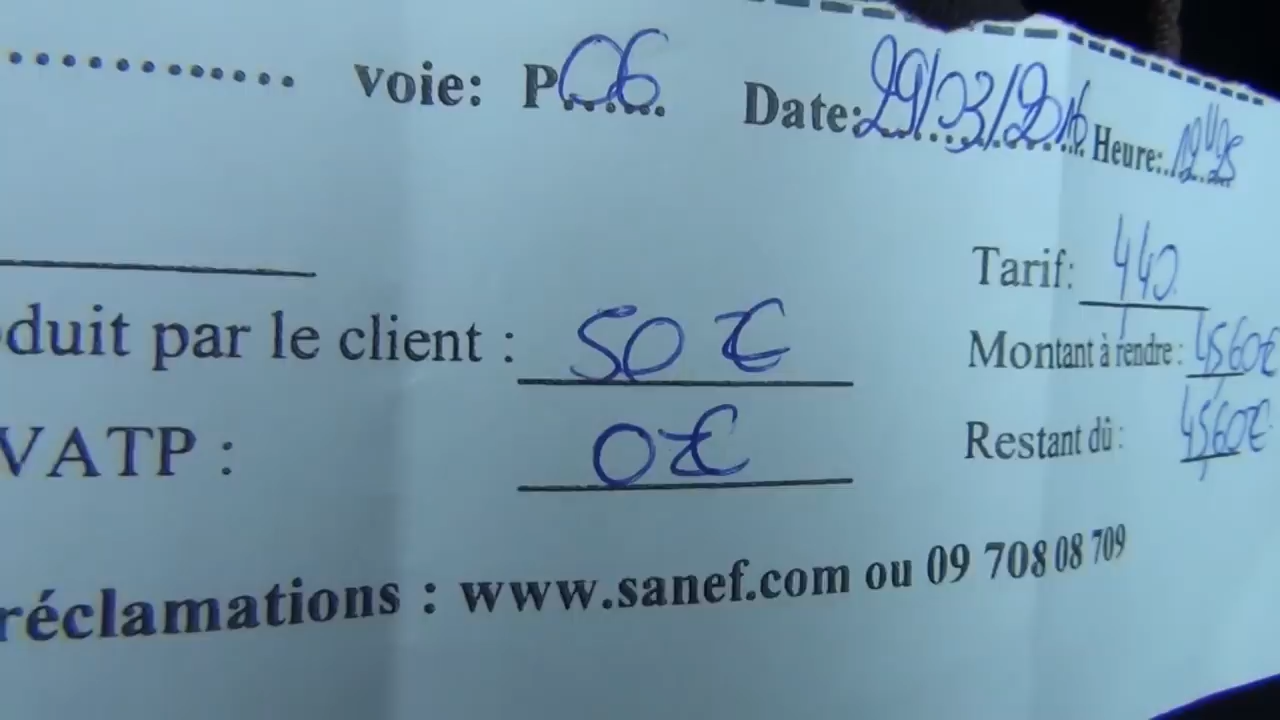 ............ voie: P06 Date: 29/03/2016 Heure:
Tarif: 4,40
duit par le client : 50 € Montant à rendre : 45,60€
VATP : 0€ Restant dû : 45,60€
réclamations : www.sanef.com ou 09 708 08 709